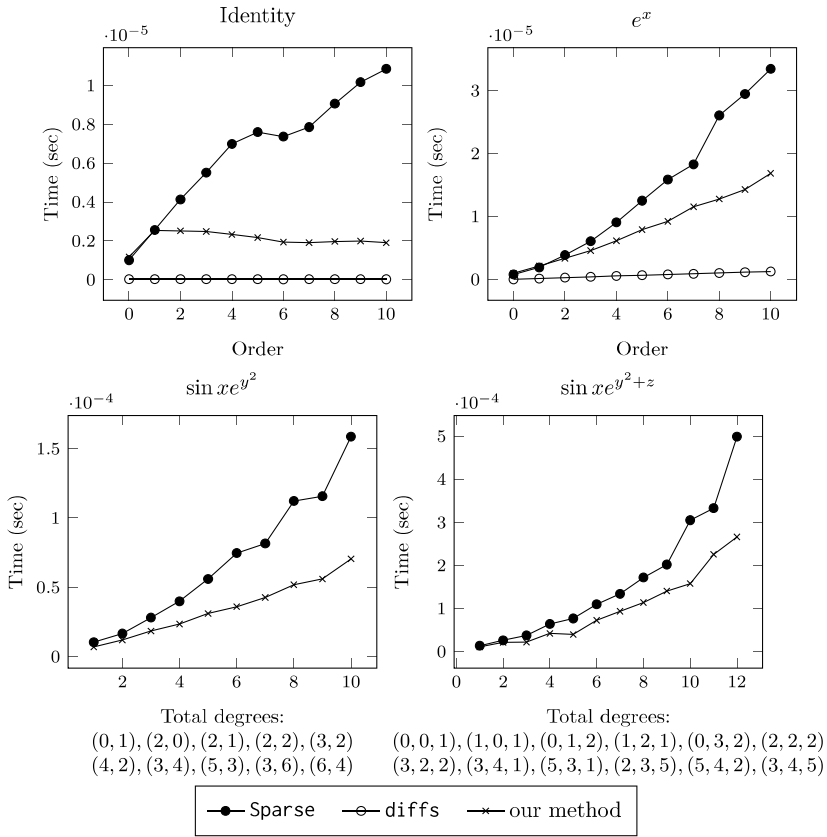 Identity
·10⁻⁵
1
0.8
0.6
0.4
0.2
0
Time (sec)
0 2 4 6 8 10
Order
eˣ
·10⁻⁵
3
2
1
0
Time (sec)
0 2 4 6 8 10
Order
sin xe^{y²}
·10⁻⁴
1.5
1
0.5
0
Time (sec)
2 4 6 8 10
Total degrees:
(0, 1), (2, 0), (2, 1), (2, 2), (3, 2)
(4, 2), (3, 4), (5, 3), (3, 6), (6, 4)
sin xe^{y²+z}
·10⁻⁴
5
4
3
2
1
0
Time (sec)
0 2 4 6 8 10 12
Total degrees:
(0, 0, 1), (1, 0, 1), (0, 1, 2), (1, 2, 1), (0, 3, 2), (2, 2, 2)
(3, 2, 2), (3, 4, 1), (5, 3, 1), (2, 3, 5), (5, 4, 2), (3, 4, 5)
Sparse diffs our method